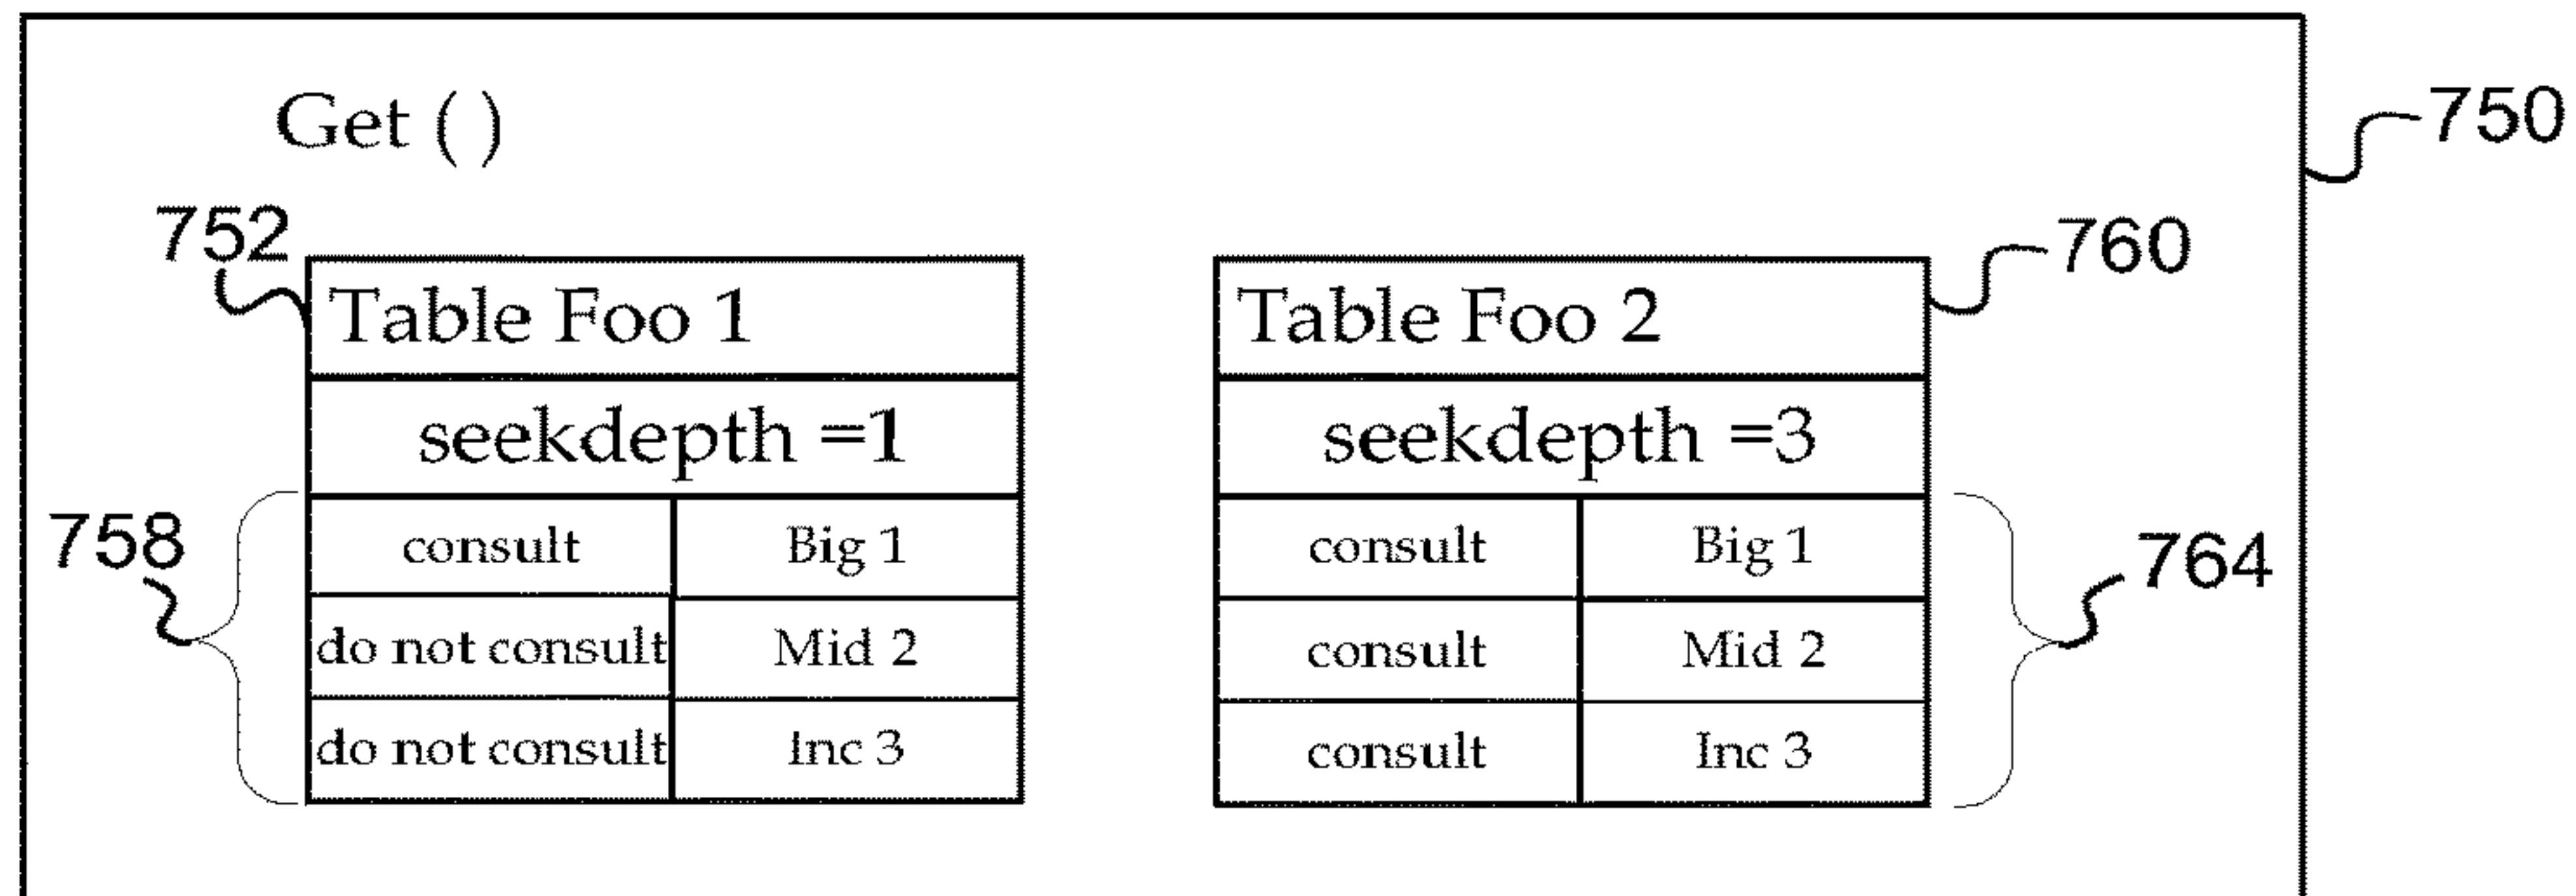 Get ( )
750
752
760
Table Foo 1
Table Foo 2
seekdepth =1
seekdepth =3
758
consult Big 1
do not consult Mid 2
do not consult Inc 3
consult Big 1
consult Mid 2
consult Inc 3
764